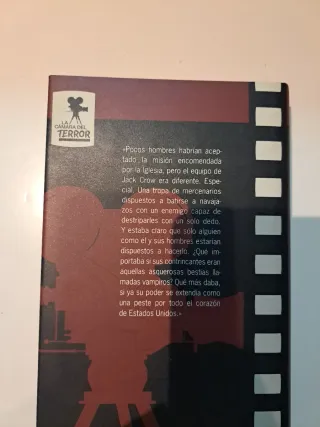 LA
CÁMARA DEL
TERROR
«Pocos hombres habrían acep-
tado la misión encomendada
por la Iglesia, pero el equipo de
Jack Crow era diferente. Espe-
cial. Una tropa de mercenarios
dispuestos a batirse a navaja-
zos con un enemigo capaz de
destriparles con un solo dedo.
Y estaba claro que solo alguien
como él y sus hombres estarían
dispuestos a hacerlo. ¿Qué im-
portaba si sus contrincantes eran
aquellas asquerosas bestias lla-
madas vampiros? Qué más daba,
si ya su poder se extendía como
una peste por todo el corazón
de Estados Unidos.»